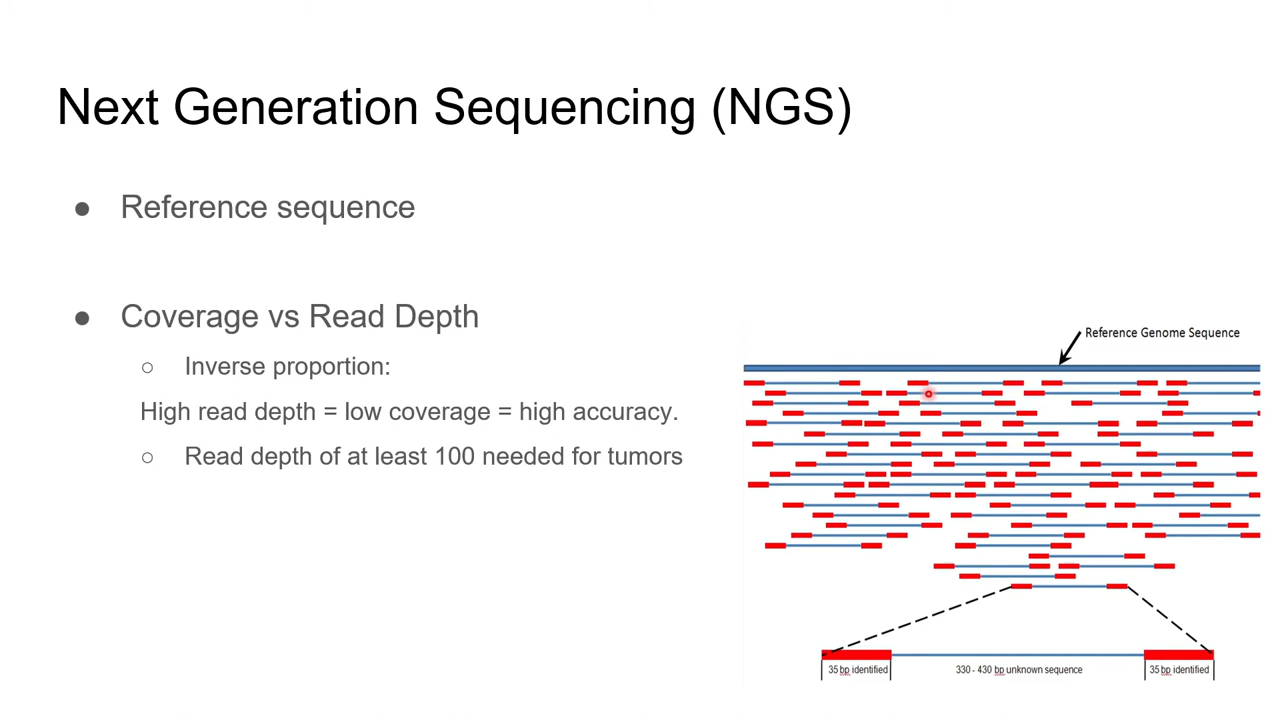 Next Generation Sequencing (NGS)
● Reference sequence
● Coverage vs Read Depth
○ Inverse proportion:
High read depth = low coverage = high accuracy.
○ Read depth of at least 100 needed for tumors
Reference Genome Sequence
35 bp identified
330 - 430 bp unknown sequence
35 bp identified